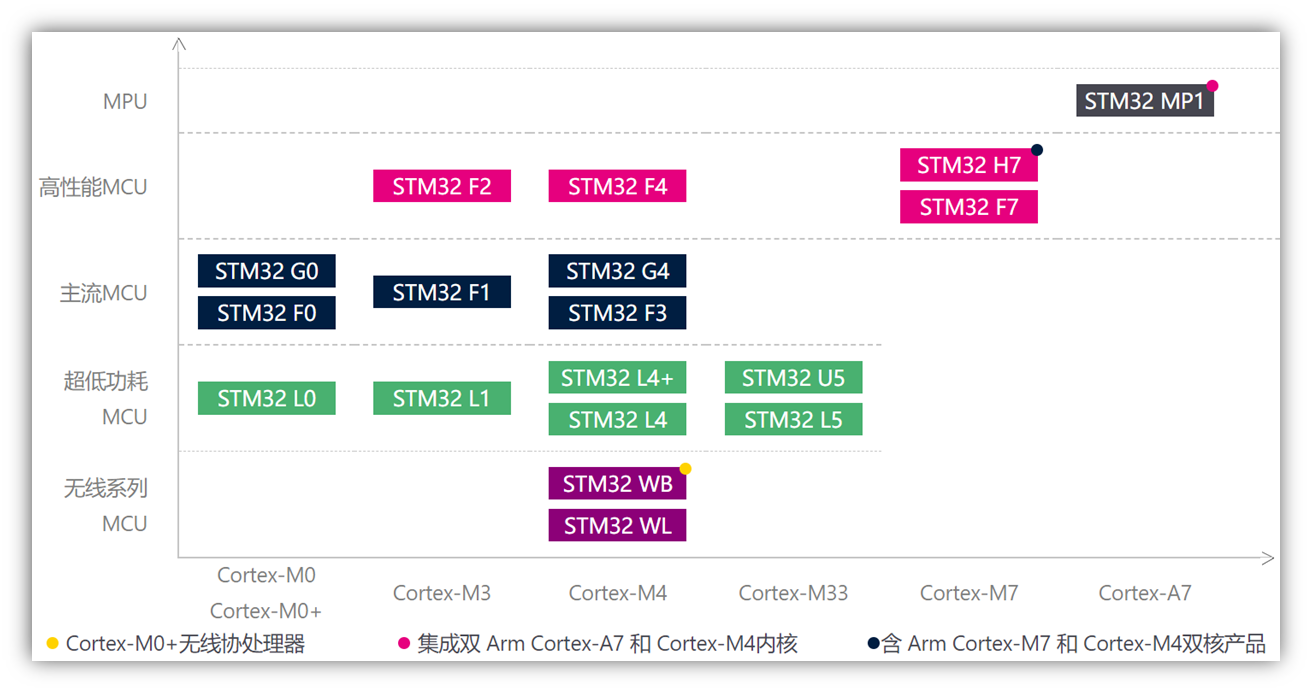 MPU
STM32 MP1
高性能MCU
STM32 F2
STM32 F4
STM32 H7
STM32 F7
主流MCU
STM32 G0
STM32 F0
STM32 F1
STM32 G4
STM32 F3
超低功耗
MCU
STM32 L0
STM32 L1
STM32 L4+
STM32 L4
STM32 U5
STM32 L5
无线系列
MCU
STM32 WB
STM32 WL
Cortex-M0
Cortex-M0+
Cortex-M3
Cortex-M4
Cortex-M33
Cortex-M7
Cortex-A7
Cortex-M0+无线协处理器
集成双 Arm Cortex-A7 和 Cortex-M4内核
含 Arm Cortex-M7 和 Cortex-M4双核产品